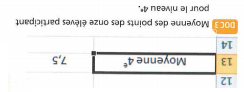 12
13 Moyenne 4e 7,5
14
DOC3 Moyenne des points des onze élèves participant
pour le niveau 4e.